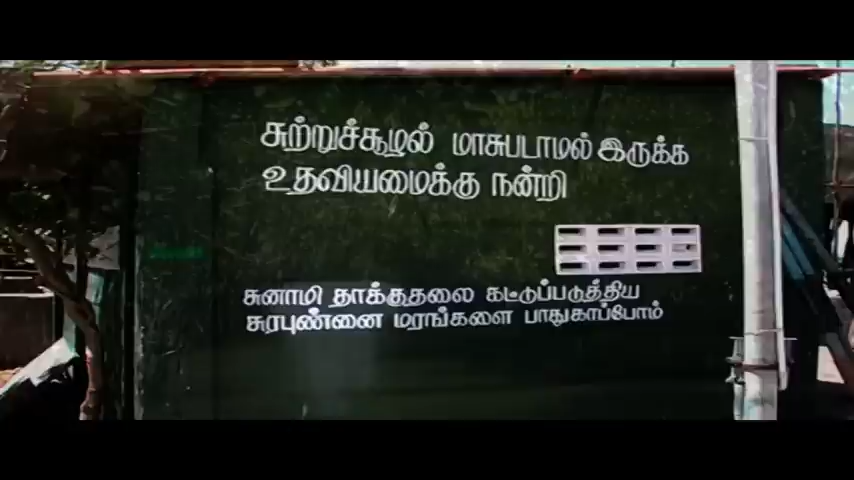 சுற்றுச்சூழல் மாசுபடாமல் இருக்க
உதவியமைக்கு நன்றி
சுனாமி தாக்குதலை கட்டுப்படுத்திய
சுரபுண்னை மரங்களை பாதுகாப்போம்